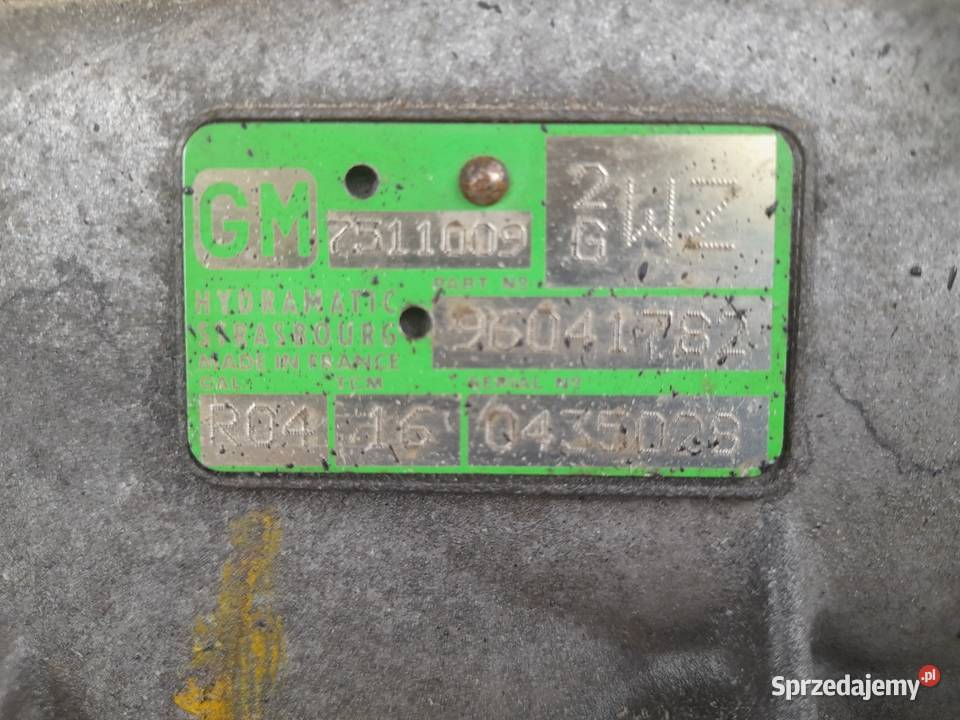 GM
7511009
2
G WZ
PART Nº
HYDRAMATIC
STRASBOURG
MADE IN FRANCE
96041782
CAL. TCM SERIAL Nº
R04 16 0435028
Sprzedajemy.pl